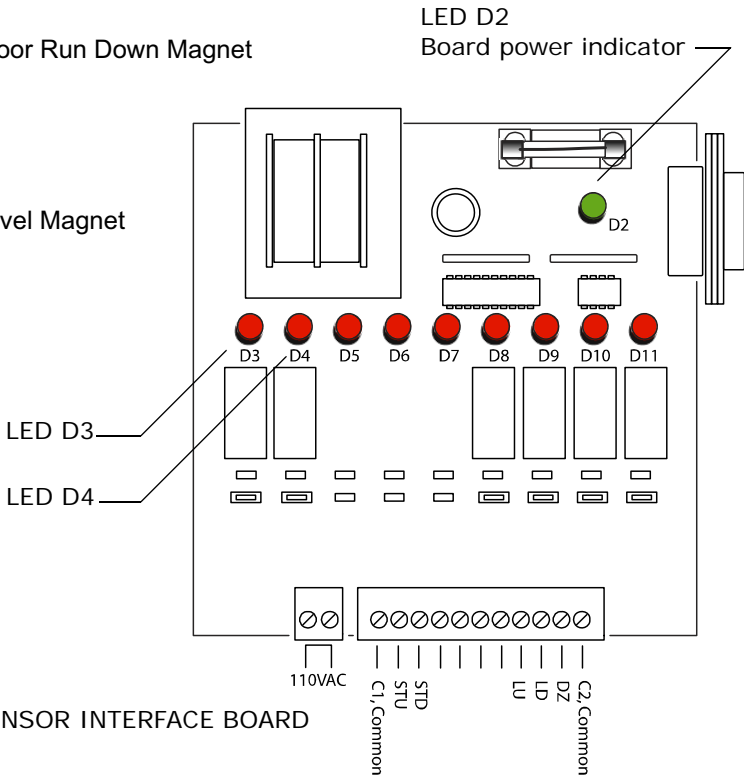 LED D2
oor Run Down Magnet
Board power indicator
vel Magnet
D2
D3 D4 D5 D6 D7 D8 D9 D10 D11
LED D3
LED D4
110VAC
C1, Common
STU
STD
LU
LD
DZ
C2, Common
NSOR INTERFACE BOARD